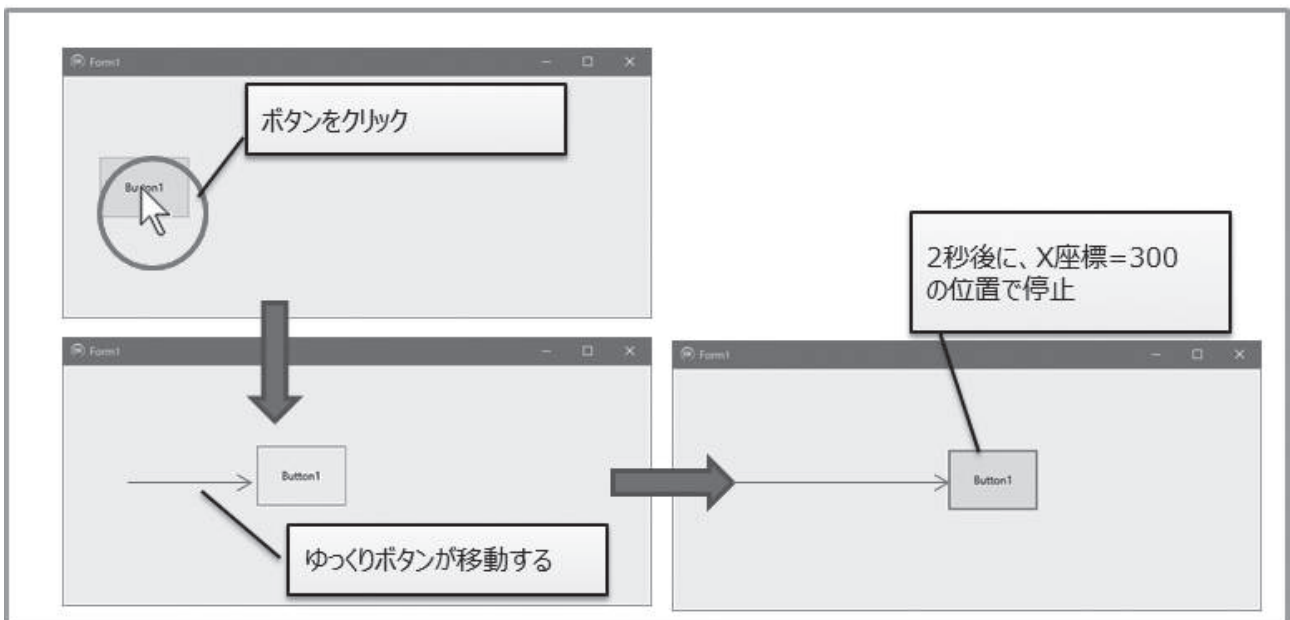 Form1
ボタンをクリック
Button1
Form1
Button1
ゆっくりボタンが移動する
2秒後に、X座標=300
の位置で停止
Form1
Button1